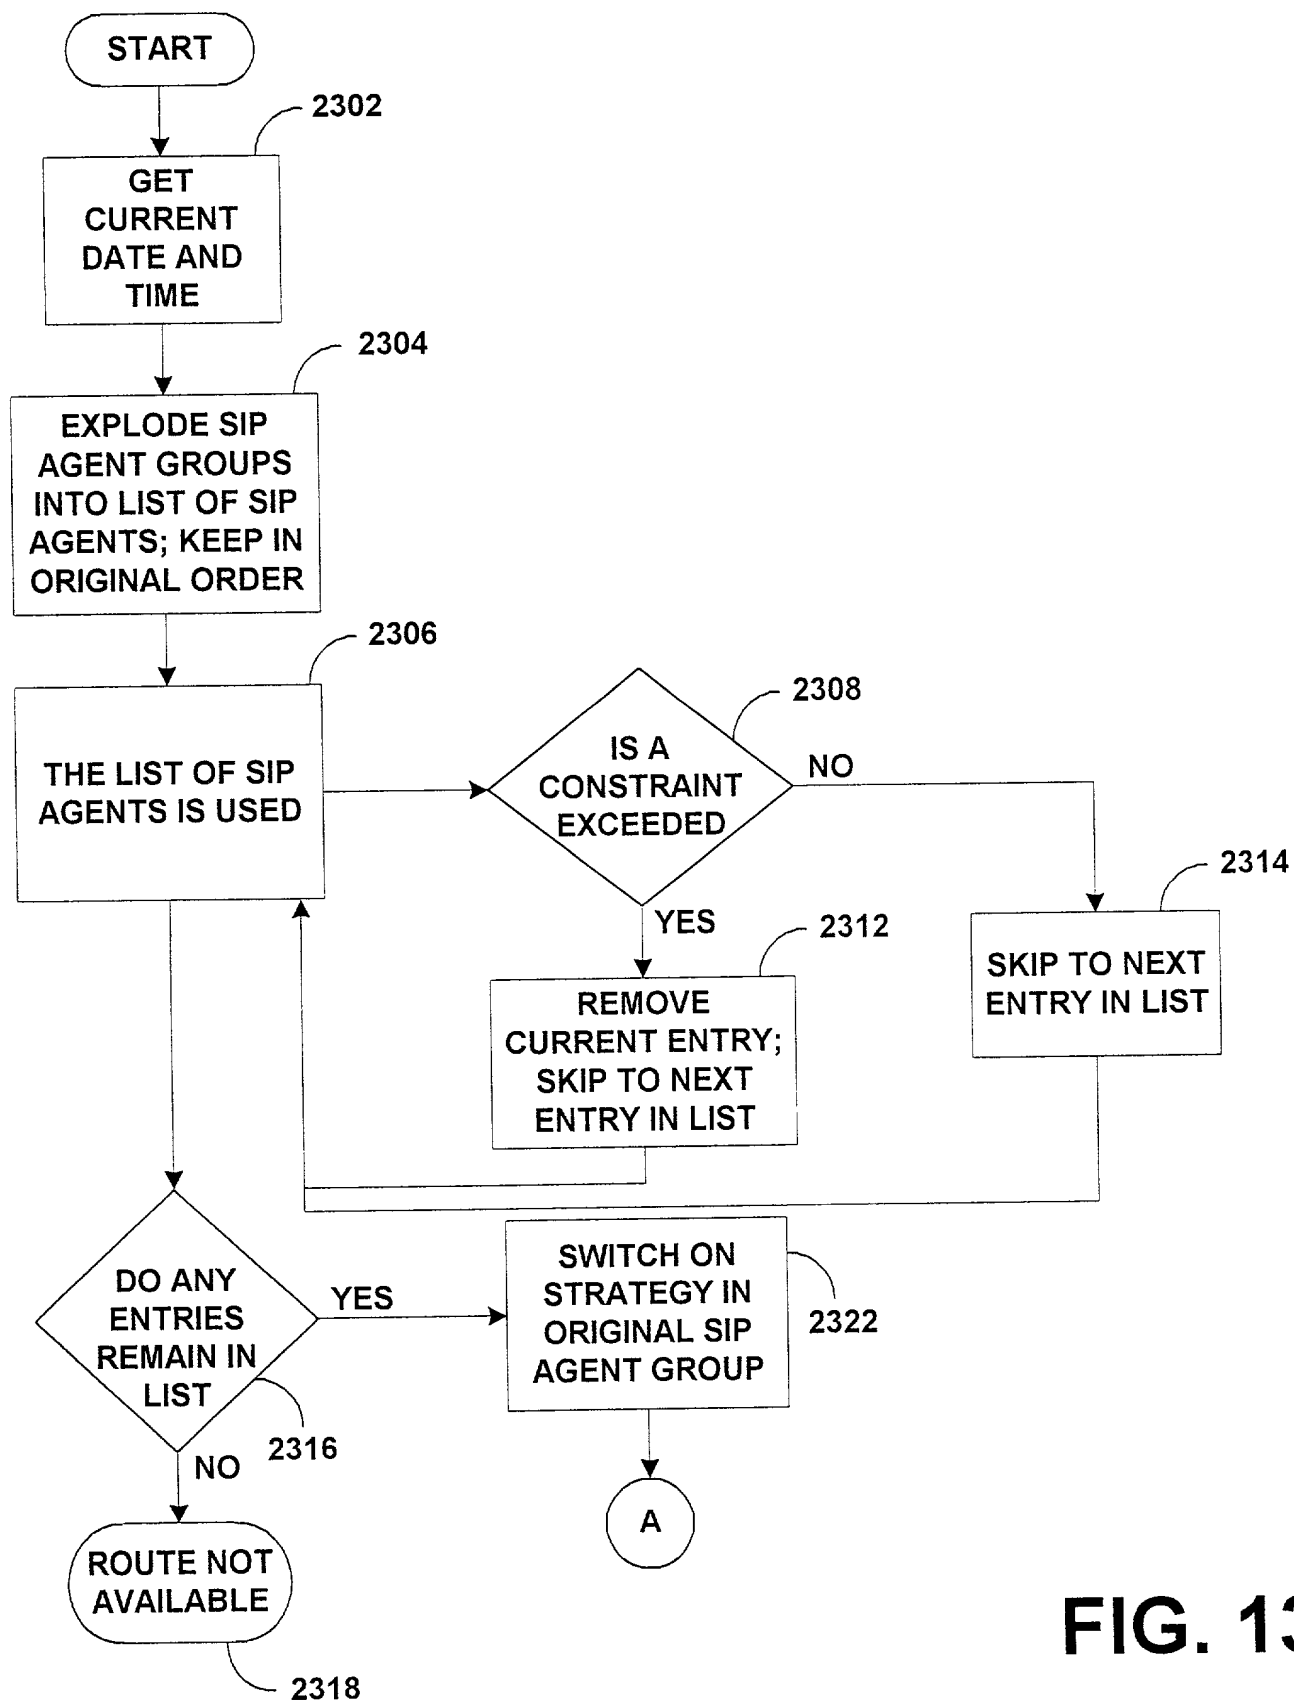 START
2302
GET
CURRENT
DATE AND
TIME
2304
EXPLODE SIP
AGENT GROUPS
INTO LIST OF SIP
AGENTS; KEEP IN
ORIGINAL ORDER
2306
THE LIST OF SIP
AGENTS IS USED
2308
IS A
CONSTRAINT
EXCEEDED
NO
YES
2312
REMOVE
CURRENT ENTRY;
SKIP TO NEXT
ENTRY IN LIST
2314
SKIP TO NEXT
ENTRY IN LIST
DO ANY
ENTRIES
REMAIN IN
LIST
2316
YES
SWITCH ON
STRATEGY IN
ORIGINAL SIP
AGENT GROUP
2322
A
NO
ROUTE NOT
AVAILABLE
2318
FIG. 13